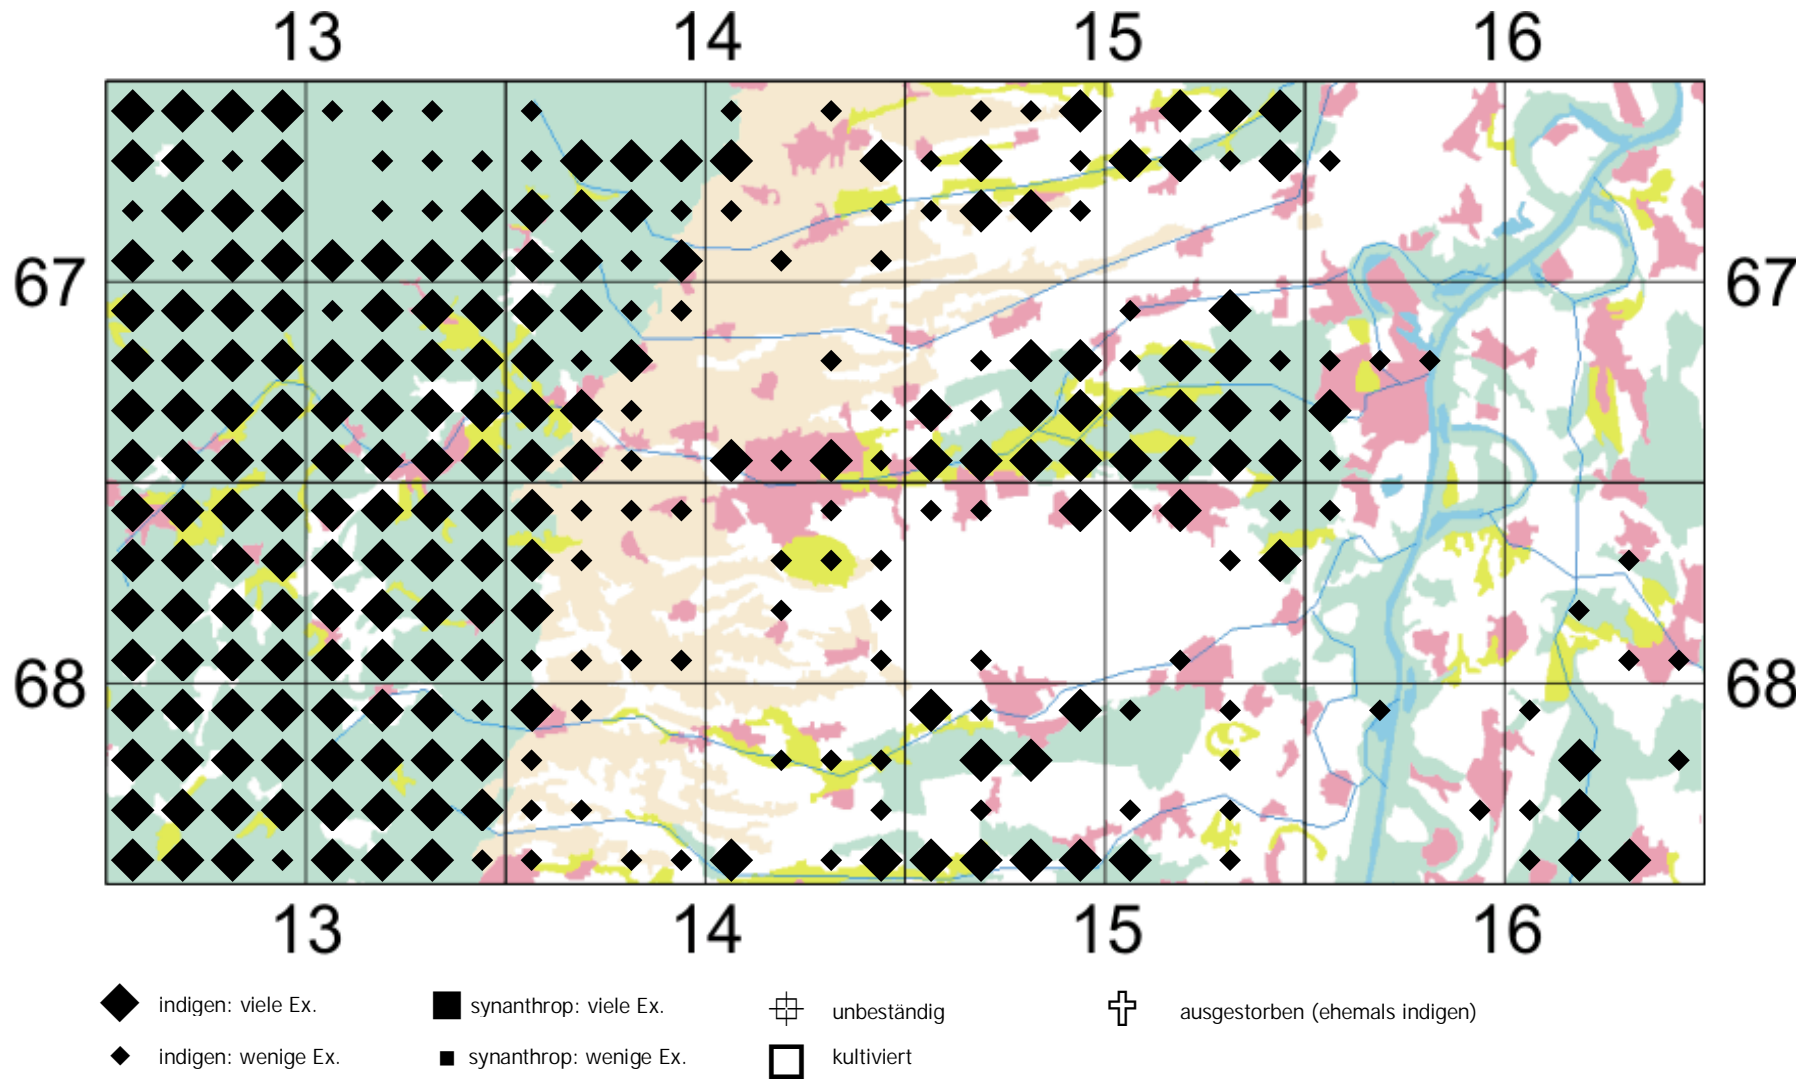 13 14 15 16
67 67
68 68
13 14 15 16
indigen: viele Ex. synanthrop: viele Ex. unbeständig ausgestorben (ehemals indigen)
indigen: wenige Ex. synanthrop: wenige Ex. kultiviert